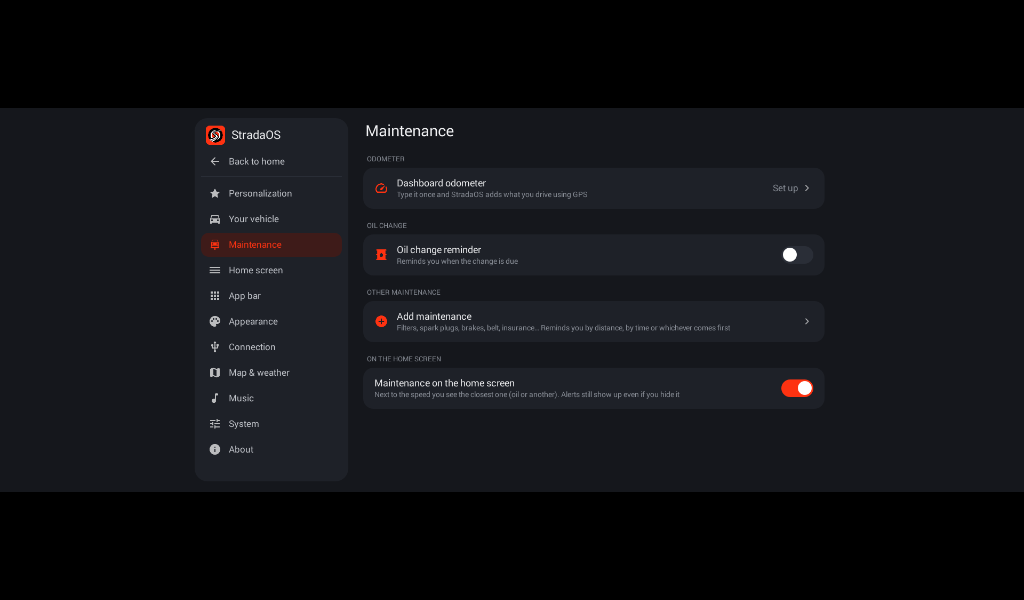 StradaOS
Back to home
Personalization
Your vehicle
Maintenance
Home screen
App bar
Appearance
Connection
Map & weather
Music
System
About
Maintenance
ODOMETER
Dashboard odometer
Type it once and StradaOS adds what you drive using GPS
Set up
OIL CHANGE
Oil change reminder
Reminds you when the change is due
OTHER MAINTENANCE
Add maintenance
Filters, spark plugs, brakes, belt, insurance... Reminds you by distance, by time or whichever comes first
ON THE HOME SCREEN
Maintenance on the home screen
Next to the speed you see the closest one (oil or another). Alerts still show up even if you hide it